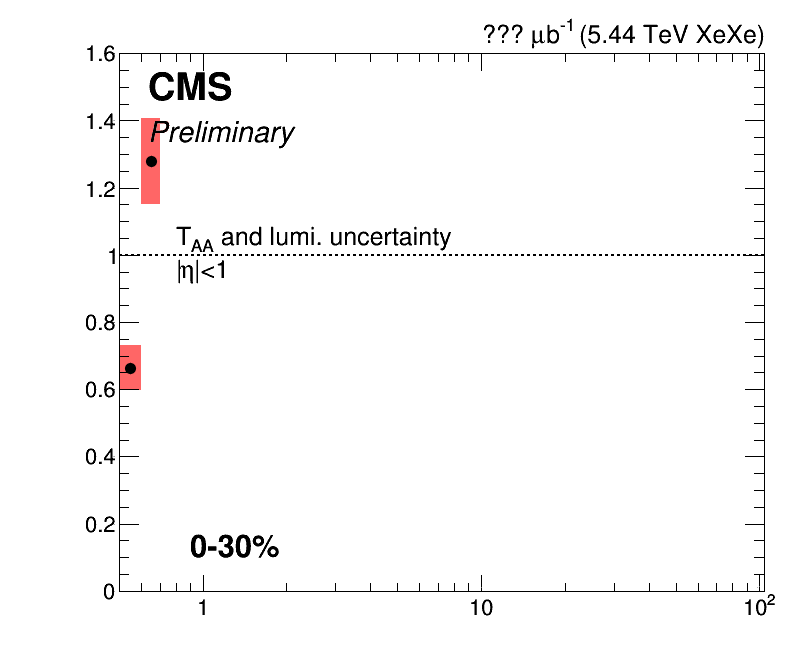 ??? μb⁻¹ (5.44 TeV XeXe)
1.6
CMS
1.4
Preliminary
1.2
T_AA and lumi. uncertainty
1
|η|<1
0.8
0.6
0.4
0.2
0-30%
0
1
10
10²